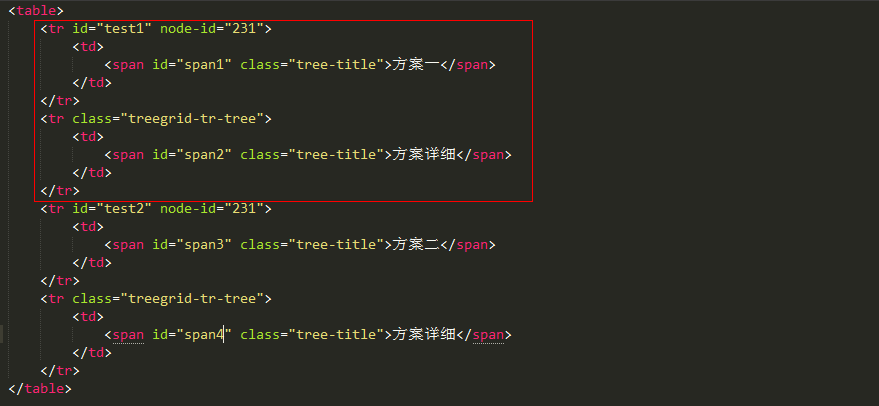 <table>
    <tr id="test1" node-id="231">
        <td>
            <span id="span1" class="tree-title">方案一</span>
        </td>
    </tr>
    <tr class="treegrid-tr-tree">
        <td>
            <span id="span2" class="tree-title">方案详细</span>
        </td>
    </tr>
    <tr id="test2" node-id="231">
        <td>
            <span id="span3" class="tree-title">方案二</span>
        </td>
    </tr>
    <tr class="treegrid-tr-tree">
        <td>
            <span id="span4" class="tree-title">方案详细</span>
        </td>
    </tr>
</table>